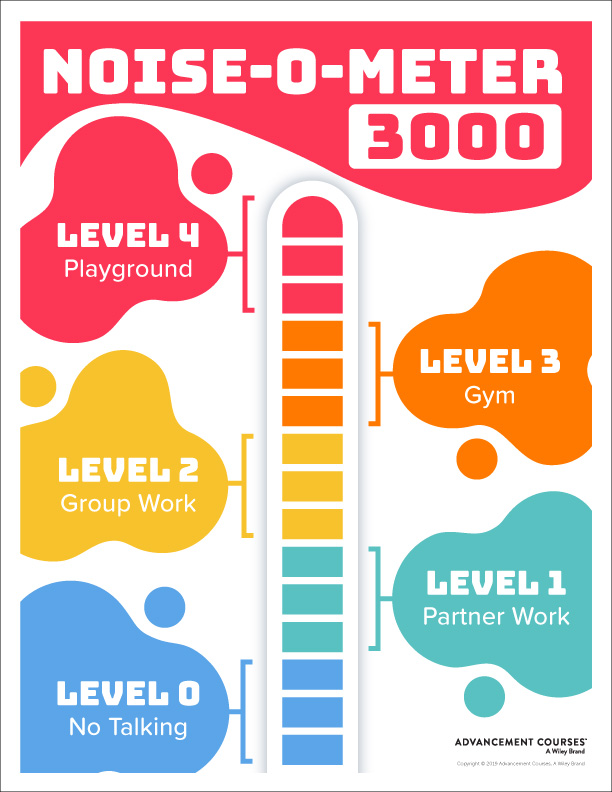 NOISE-O-METER
3000
LEVEL 4
Playground
LEVEL 3
Gym
LEVEL 2
Group Work
LEVEL 1
Partner Work
LEVEL 0
No Talking
ADVANCEMENT COURSES™
A Wiley Brand
Copyright © 2019 Advancement Courses, A Wiley Brand